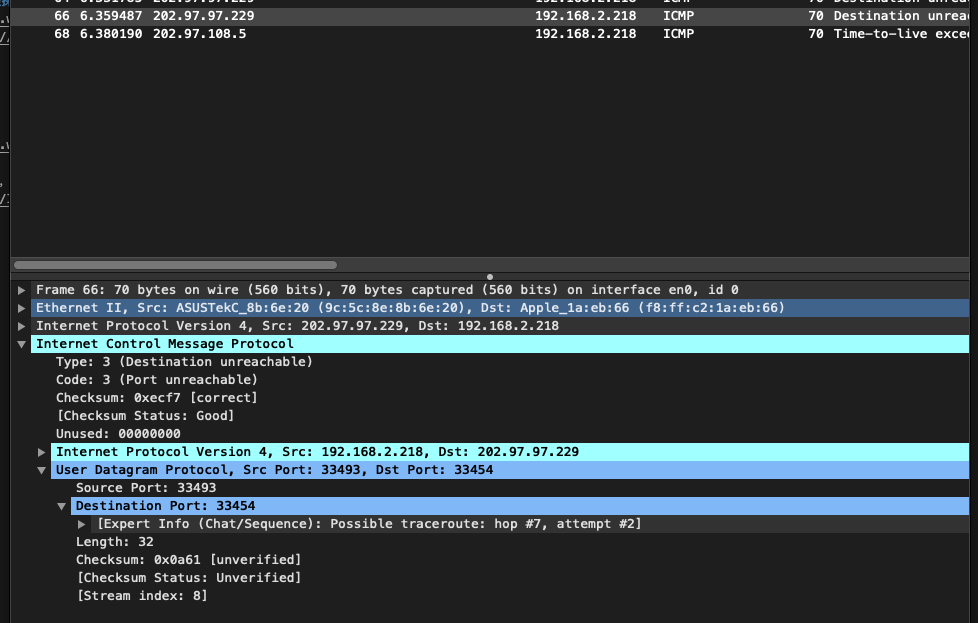 66 6.359487 202.97.97.229 192.168.2.218 ICMP 70 Destination unrea
68 6.380190 202.97.108.5 192.168.2.218 ICMP 70 Time-to-live exce
Frame 66: 70 bytes on wire (560 bits), 70 bytes captured (560 bits) on interface en0, id 0
Ethernet II, Src: ASUSTekC_8b:6e:20 (9c:5c:8e:8b:6e:20), Dst: Apple_1a:eb:66 (f8:ff:c2:1a:eb:66)
Internet Protocol Version 4, Src: 202.97.97.229, Dst: 192.168.2.218
Internet Control Message Protocol
Type: 3 (Destination unreachable)
Code: 3 (Port unreachable)
Checksum: 0xecf7 [correct]
[Checksum Status: Good]
Unused: 00000000
Internet Protocol Version 4, Src: 192.168.2.218, Dst: 202.97.97.229
User Datagram Protocol, Src Port: 33493, Dst Port: 33454
Source Port: 33493
Destination Port: 33454
[Expert Info (Chat/Sequence): Possible traceroute: hop #7, attempt #2]
Length: 32
Checksum: 0x0a61 [unverified]
[Checksum Status: Unverified]
[Stream index: 8]